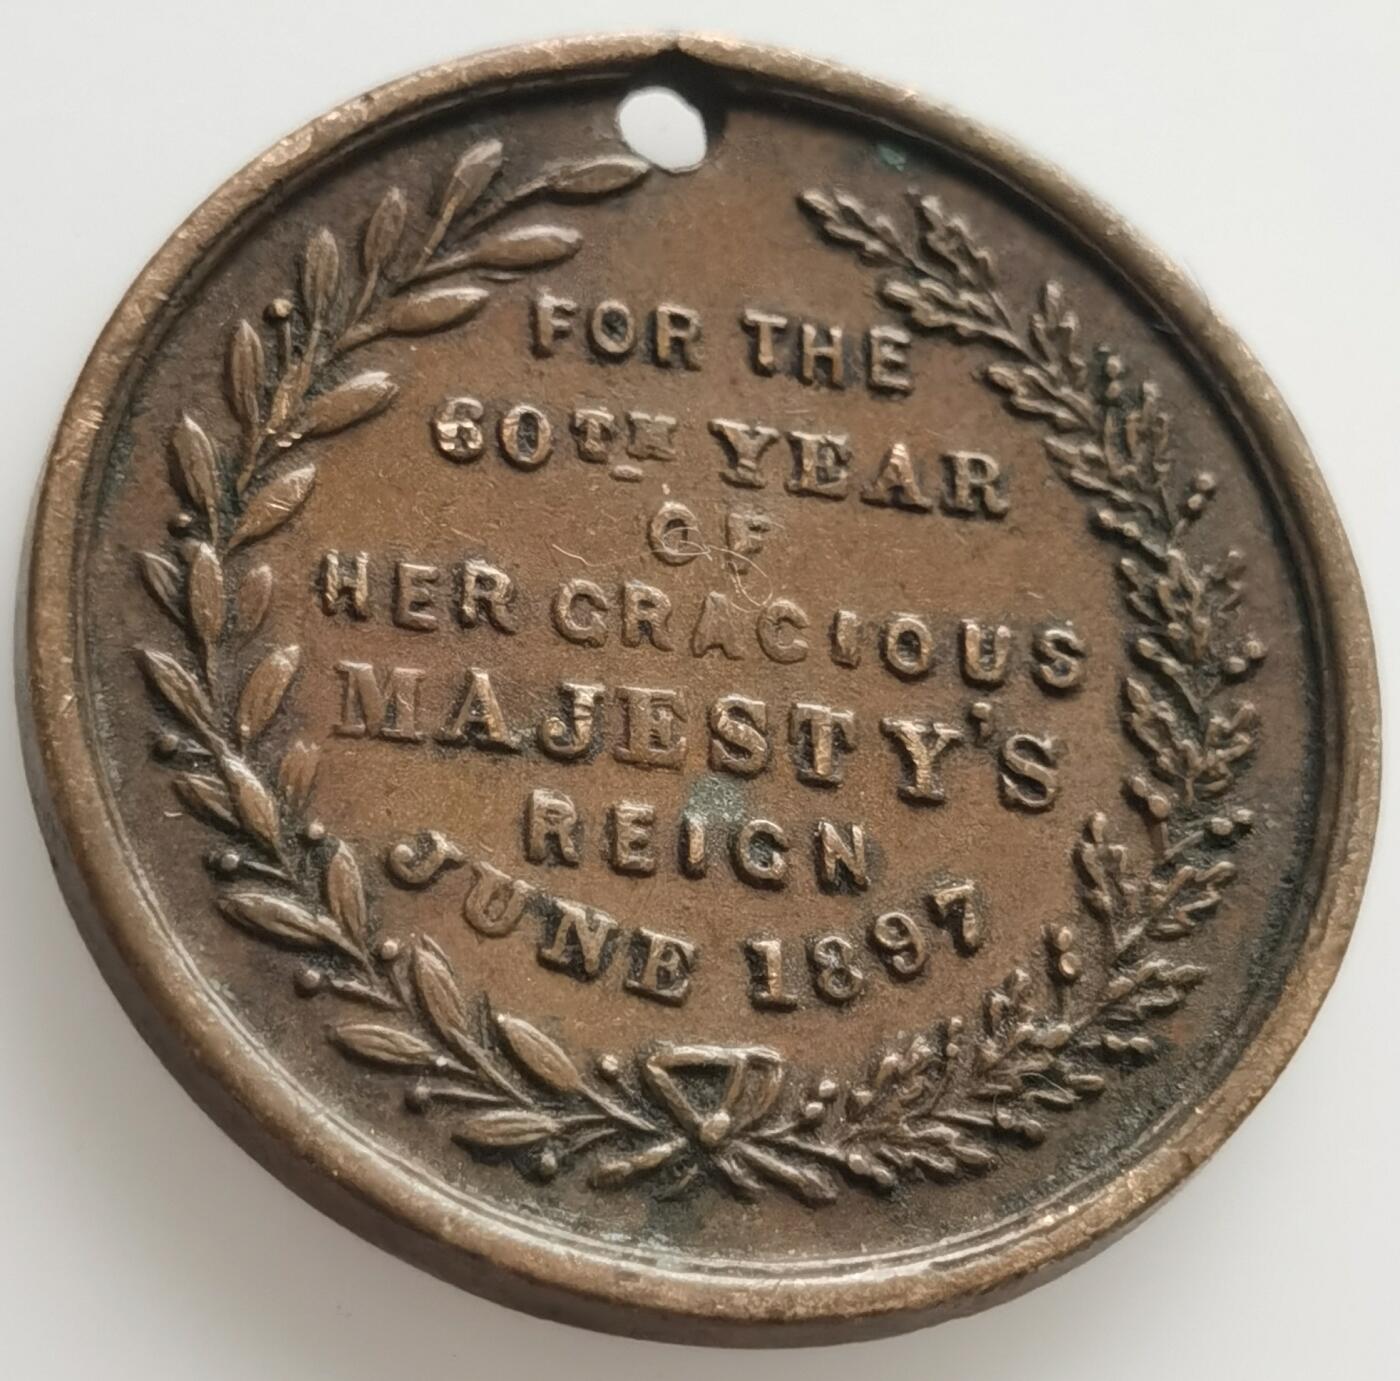 FOR THE
60TH YEAR
OF
HER GRACIOUS
MAJESTY'S
REIGN
JUNE 1897